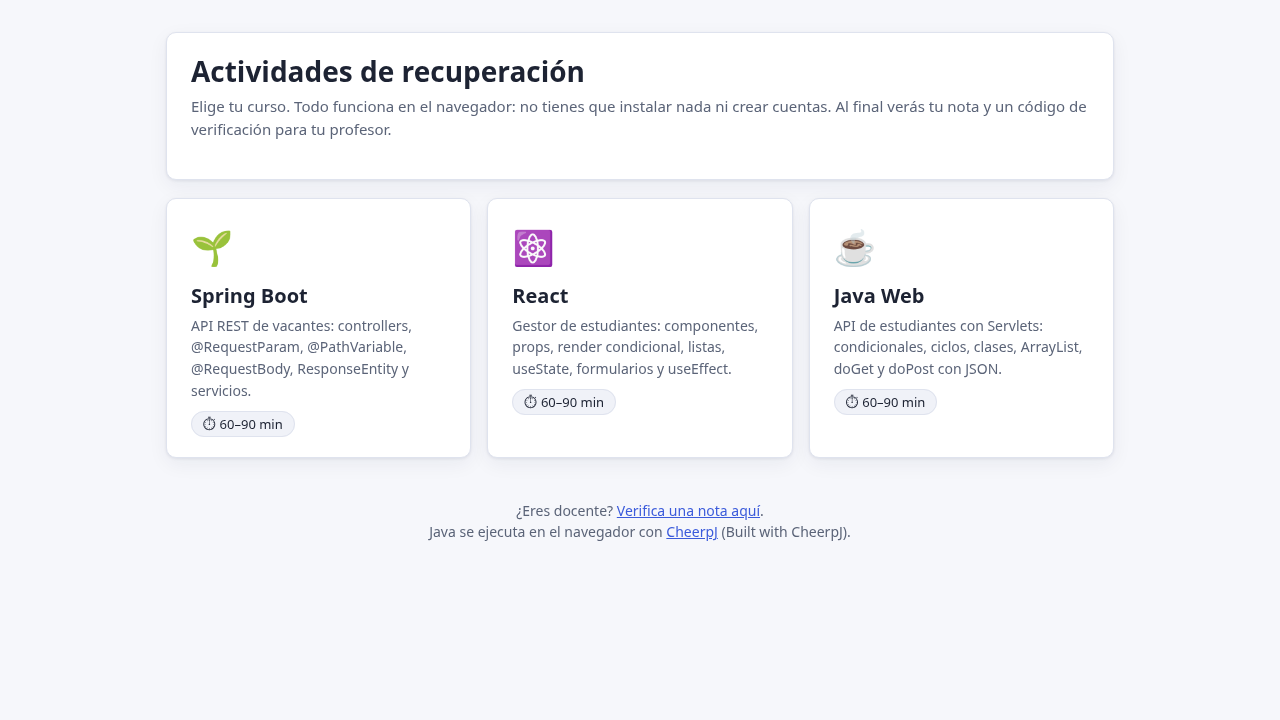 Actividades de recuperación
Elige tu curso. Todo funciona en el navegador: no tienes que instalar nada ni crear cuentas. Al final verás tu nota y un código de
verificación para tu profesor.
Spring Boot
API REST de vacantes: controllers,
@RequestParam, @PathVariable,
@RequestBody, ResponseEntity y
servicios.
⏱ 60–90 min
React
Gestor de estudiantes: componentes,
props, render condicional, listas,
useState, formularios y useEffect.
⏱ 60–90 min
Java Web
API de estudiantes con Servlets:
condicionales, ciclos, clases, ArrayList,
doGet y doPost con JSON.
⏱ 60–90 min
¿Eres docente? Verifica una nota aquí.
Java se ejecuta en el navegador con CheerpJ (Built with CheerpJ).